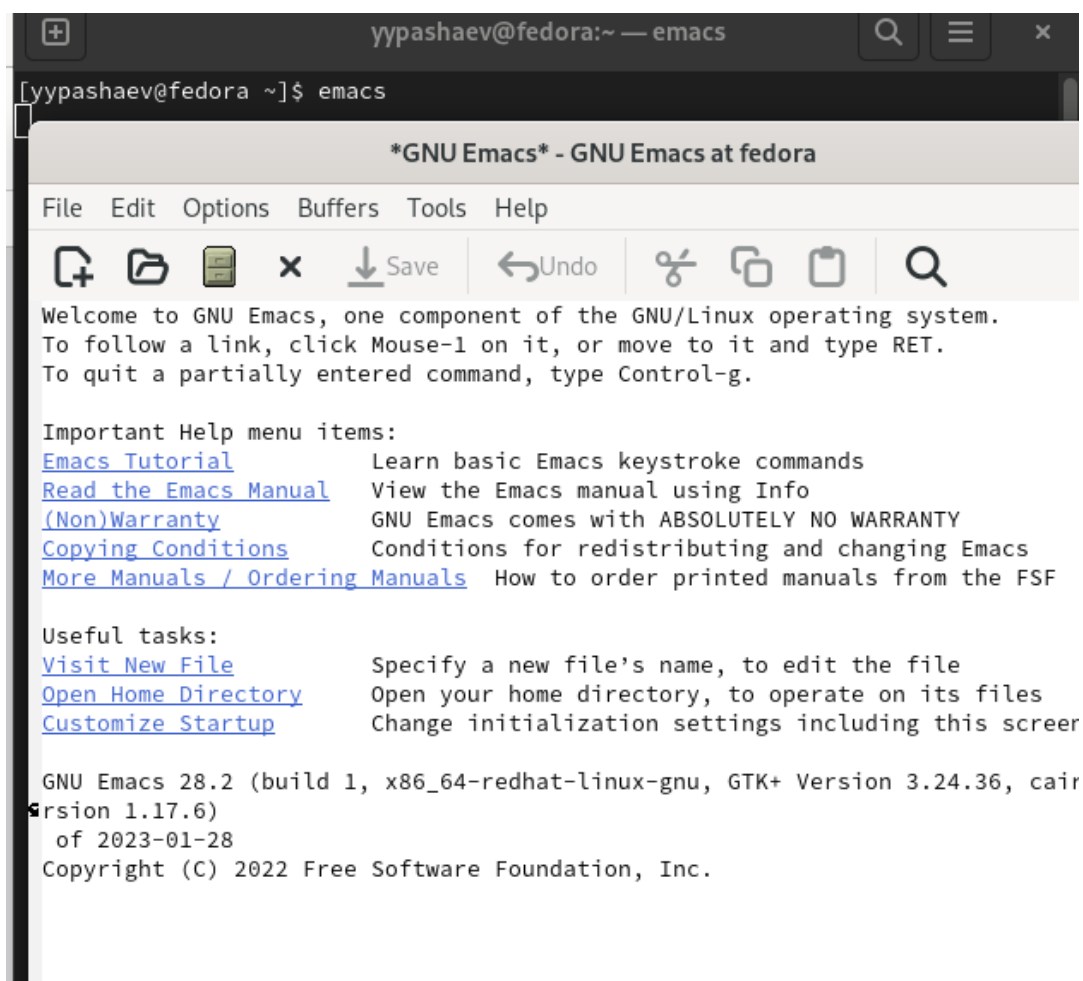 yypashaev@fedora:~ — emacs
[yypashaev@fedora ~]$ emacs
*GNU Emacs* - GNU Emacs at fedora
File Edit Options Buffers Tools Help
Save Undo
Welcome to GNU Emacs, one component of the GNU/Linux operating system.
To follow a link, click Mouse-1 on it, or move to it and type RET.
To quit a partially entered command, type Control-g.
Important Help menu items:
Emacs Tutorial Learn basic Emacs keystroke commands
Read the Emacs Manual View the Emacs manual using Info
(Non)Warranty GNU Emacs comes with ABSOLUTELY NO WARRANTY
Copying Conditions Conditions for redistributing and changing Emacs
More Manuals / Ordering Manuals How to order printed manuals from the FSF
Useful tasks:
Visit New File Specify a new file’s name, to edit the file
Open Home Directory Open your home directory, to operate on its files
Customize Startup Change initialization settings including this screen
GNU Emacs 28.2 (build 1, x86_64-redhat-linux-gnu, GTK+ Version 3.24.36, cair
rsion 1.17.6)
of 2023-01-28
Copyright (C) 2022 Free Software Foundation, Inc.